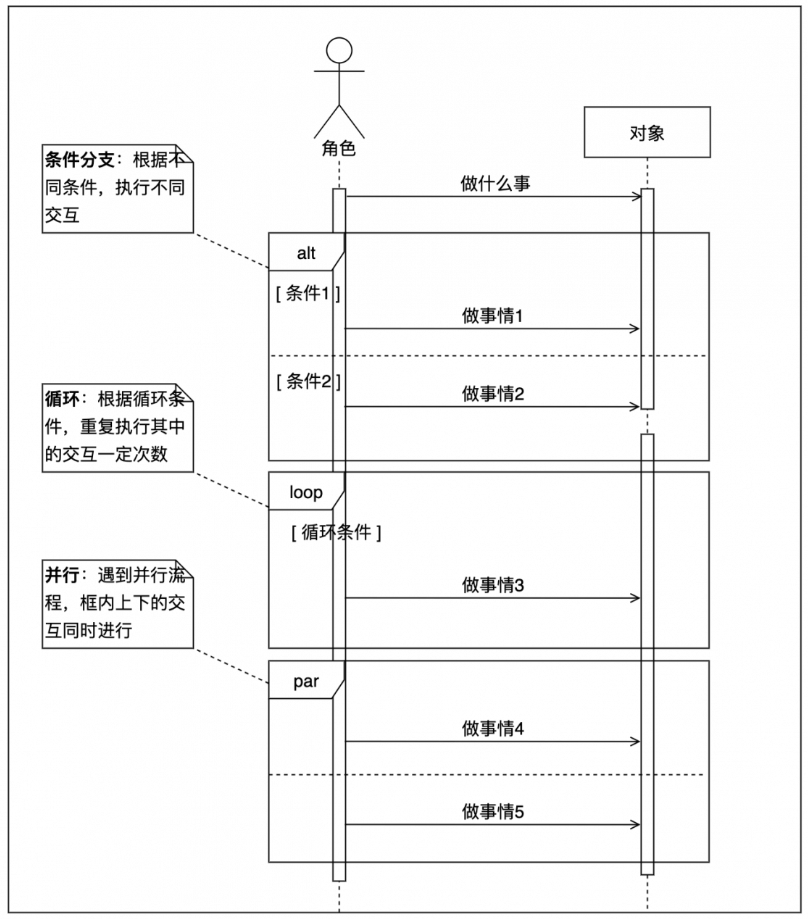 角色
对象
条件分支：根据不
同条件，执行不同
交互
做什么事
alt
[ 条件1 ]
做事情1
[ 条件2 ]
做事情2
循环：根据循环条
件，重复执行其中
的交互一定次数
loop
[ 循环条件 ]
做事情3
并行：遇到并行流
程，框内上下的交
互同时进行
par
做事情4
做事情5